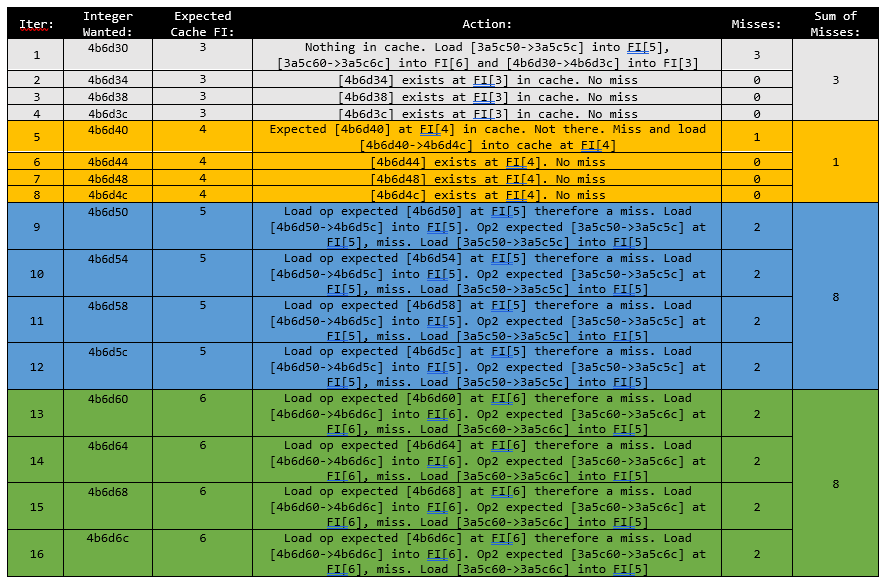 Iter: Integer Wanted: Expected Cache FI: Action: Misses: Sum of Misses:
1 4b6d30 3 Nothing in cache. Load [3a5c50->3a5c5c] into FI[5],
[3a5c60->3a5c6c] into FI[6] and [4b6d30->4b6d3c] into FI[3] 3 3
2 4b6d34 3 [4b6d34] exists at FI[3] in cache. No miss 0
3 4b6d38 3 [4b6d38] exists at FI[3] in cache. No miss 0
4 4b6d3c 3 [4b6d3c] exists at FI[3] in cache. No miss 0
5 4b6d40 4 Expected [4b6d40] at FI[4] in cache. Not there. Miss and load
[4b6d40->4b6d4c] into cache at FI[4] 1 1
6 4b6d44 4 [4b6d44] exists at FI[4]. No miss 0
7 4b6d48 4 [4b6d48] exists at FI[4]. No miss 0
8 4b6d4c 4 [4b6d4c] exists at FI[4]. No miss 0
9 4b6d50 5 Load op expected [4b6d50] at FI[5] therefore a miss. Load
[4b6d50->4b6d5c] into FI[5]. Op2 expected [3a5c50->3a5c5c] at
FI[5], miss. Load [3a5c50->3a5c5c] into FI[5] 2 8
10 4b6d54 5 Load op expected [4b6d54] at FI[5] therefore a miss. Load
[4b6d50->4b6d5c] into FI[5]. Op2 expected [3a5c50->3a5c5c] at
FI[5], miss. Load [3a5c50->3a5c5c] into FI[5] 2
11 4b6d58 5 Load op expected [4b6d58] at FI[5] therefore a miss. Load
[4b6d50->4b6d5c] into FI[5]. Op2 expected [3a5c50->3a5c5c] at
FI[5], miss. Load [3a5c50->3a5c5c] into FI[5] 2
12 4b6d5c 5 Load op expected [4b6d5c] at FI[5] therefore a miss. Load
[4b6d50->4b6d5c] into FI[5]. Op2 expected [3a5c50->3a5c5c] at
FI[5], miss. Load [3a5c50->3a5c5c] into FI[5] 2
13 4b6d60 6 Load op expected [4b6d60] at FI[6] therefore a miss. Load
[4b6d60->4b6d6c] into FI[6]. Op2 expected [3a5c60->3a5c6c] at
FI[6], miss. Load [3a5c60->3a5c6c] into FI[5] 2 8
14 4b6d64 6 Load op expected [4b6d64] at FI[6] therefore a miss. Load
[4b6d60->4b6d6c] into FI[6]. Op2 expected [3a5c60->3a5c6c] at
FI[6], miss. Load [3a5c60->3a5c6c] into FI[5] 2
15 4b6d68 6 Load op expected [4b6d68] at FI[6] therefore a miss. Load
[4b6d60->4b6d6c] into FI[6]. Op2 expected [3a5c60->3a5c6c] at
FI[6], miss. Load [3a5c60->3a5c6c] into FI[5] 2
16 4b6d6c 6 Load op expected [4b6d6c] at FI[6] therefore a miss. Load
[4b6d60->4b6d6c] into FI[6]. Op2 expected [3a5c60->3a5c6c] at
FI[6], miss. Load [3a5c60->3a5c6c] into FI[5] 2